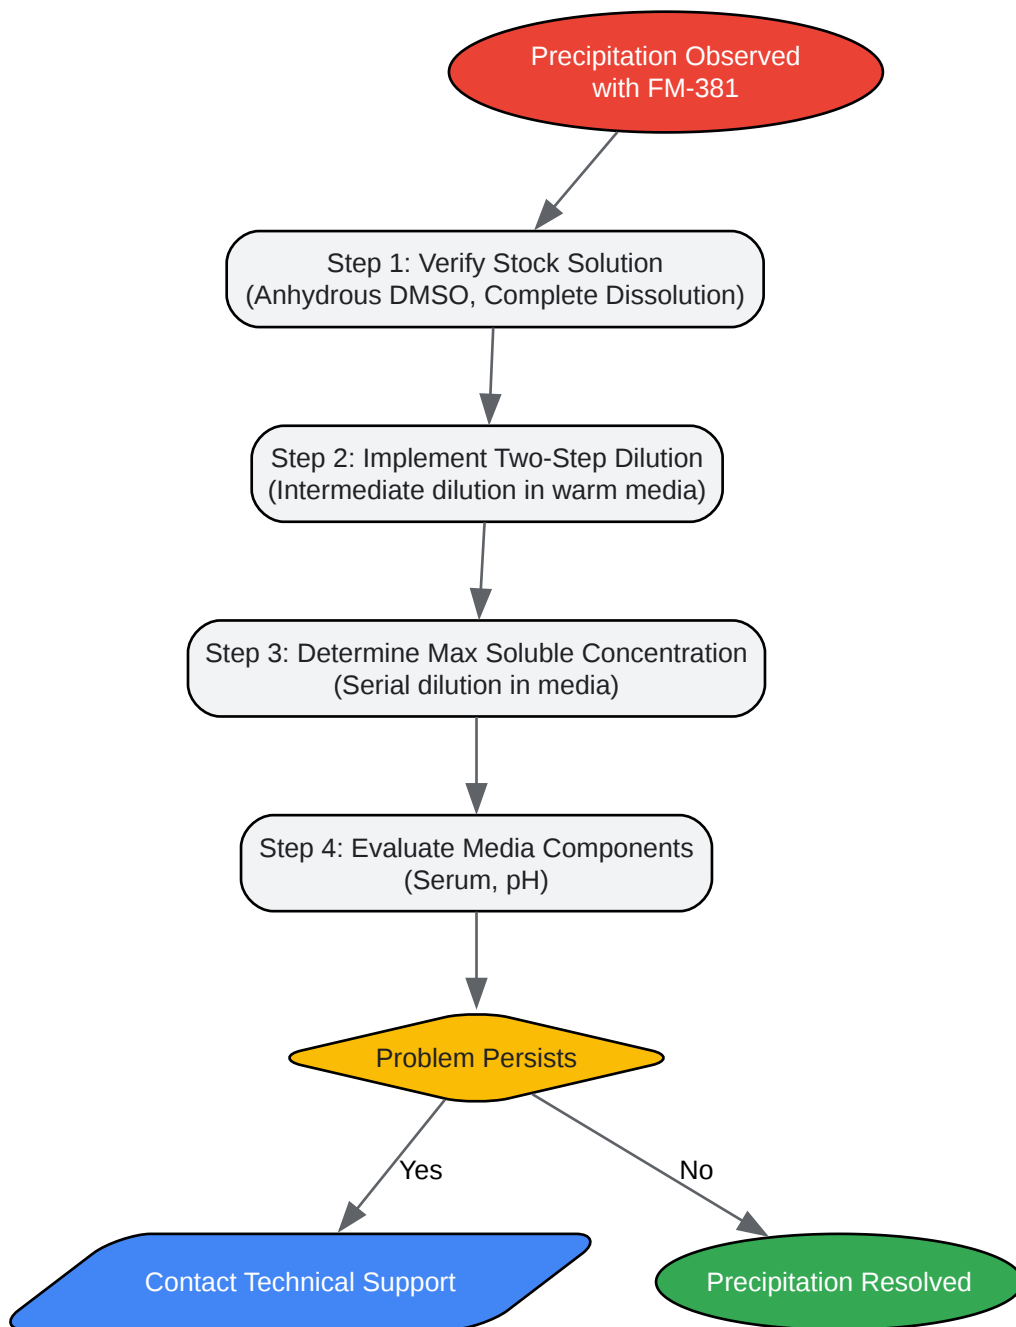 Precipitation Observed
with FM-381
Step 1: Verify Stock Solution
(Anhydrous DMSO, Complete Dissolution)
Step 2: Implement Two-Step Dilution
(Intermediate dilution in warm media)
Step 3: Determine Max Soluble Concentration
(Serial dilution in media)
Step 4: Evaluate Media Components
(Serum, pH)
Problem Persists
Yes
No
Contact Technical Support
Precipitation Resolved